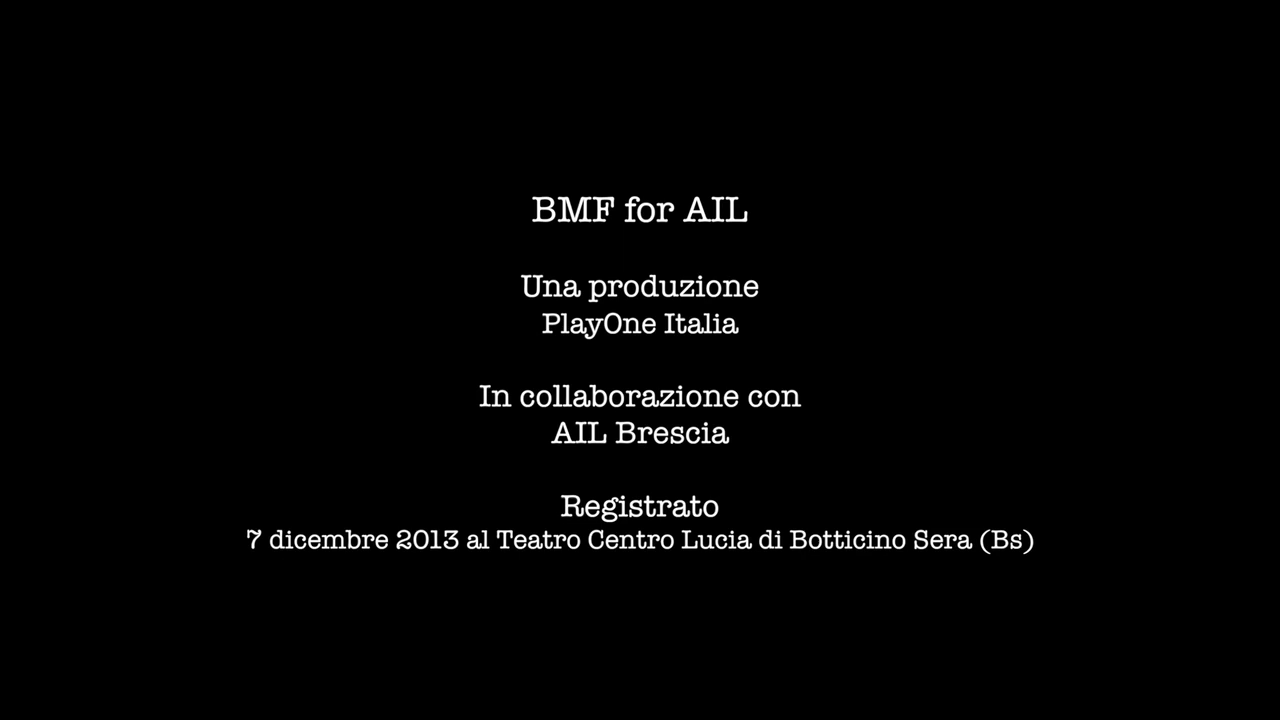 BMF for AIL
Una produzione
PlayOne Italia
In collaborazione con
AIL Brescia
Registrato
7 dicembre 2013 al Teatro Centro Lucia di Botticino Sera (Bs)